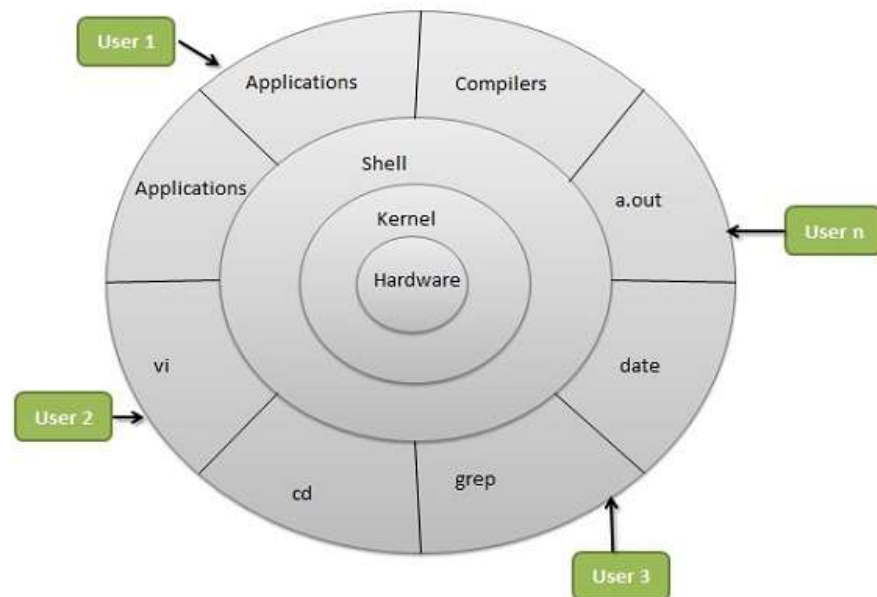 User 1
Applications
Compilers
Shell
Applications
a.out
Kernel
User n
Hardware
vi
date
User 2
cd
grep
User 3